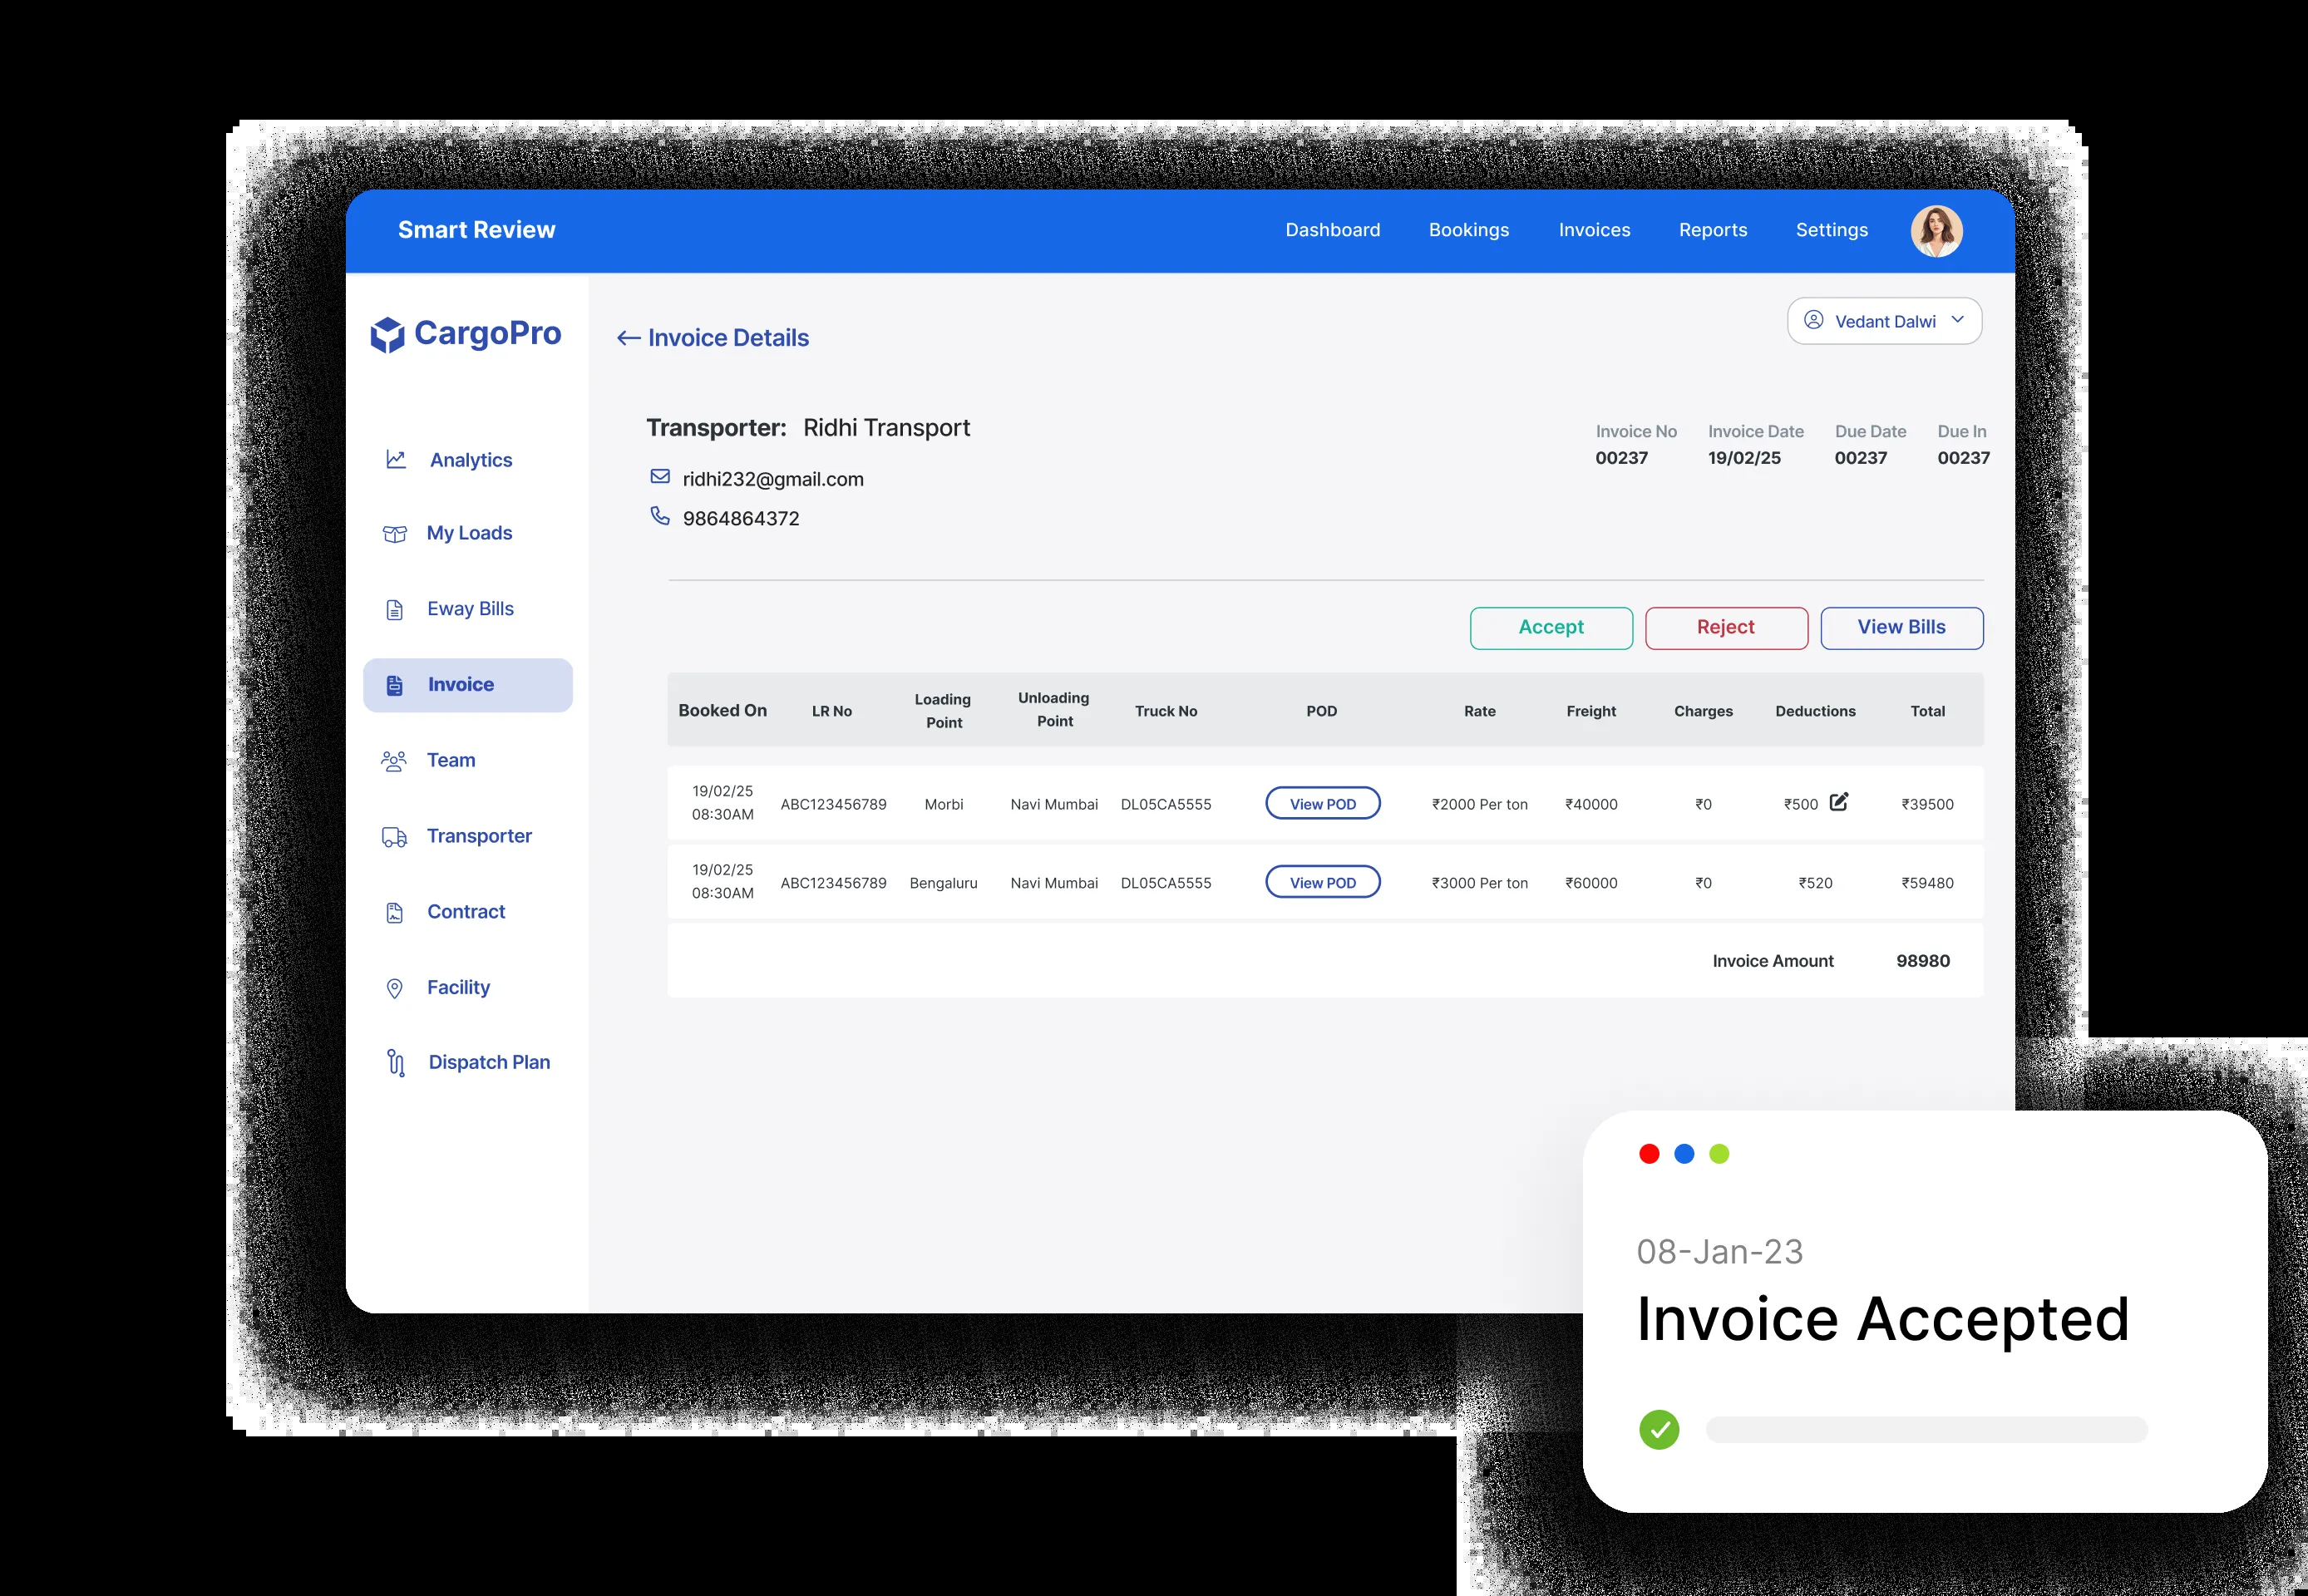 Smart Review
Dashboard Bookings Invoices Reports Settings
CargoPro
Invoice Details
Vedant Dalwi
Transporter: Ridhi Transport
ridhi232@gmail.com
9864864372
Invoice No Invoice Date Due Date Due In
00237 19/02/25 00237 00237
Analytics
My Loads
Eway Bills
Invoice
Team
Transporter
Contract
Facility
Dispatch Plan
Accept Reject View Bills
Booked On LR No Loading Point Unloading Point Truck No POD Rate Freight Charges Deductions Total
19/02/25 08:30AM ABC123456789 Morbi Navi Mumbai DL05CA5555 View POD ₹2000 Per ton ₹40000 ₹0 ₹500 ₹39500
19/02/25 08:30AM ABC123456789 Bengaluru Navi Mumbai DL05CA5555 View POD ₹3000 Per ton ₹60000 ₹0 ₹520 ₹59480
Invoice Amount 98980
08-Jan-23
Invoice Accepted